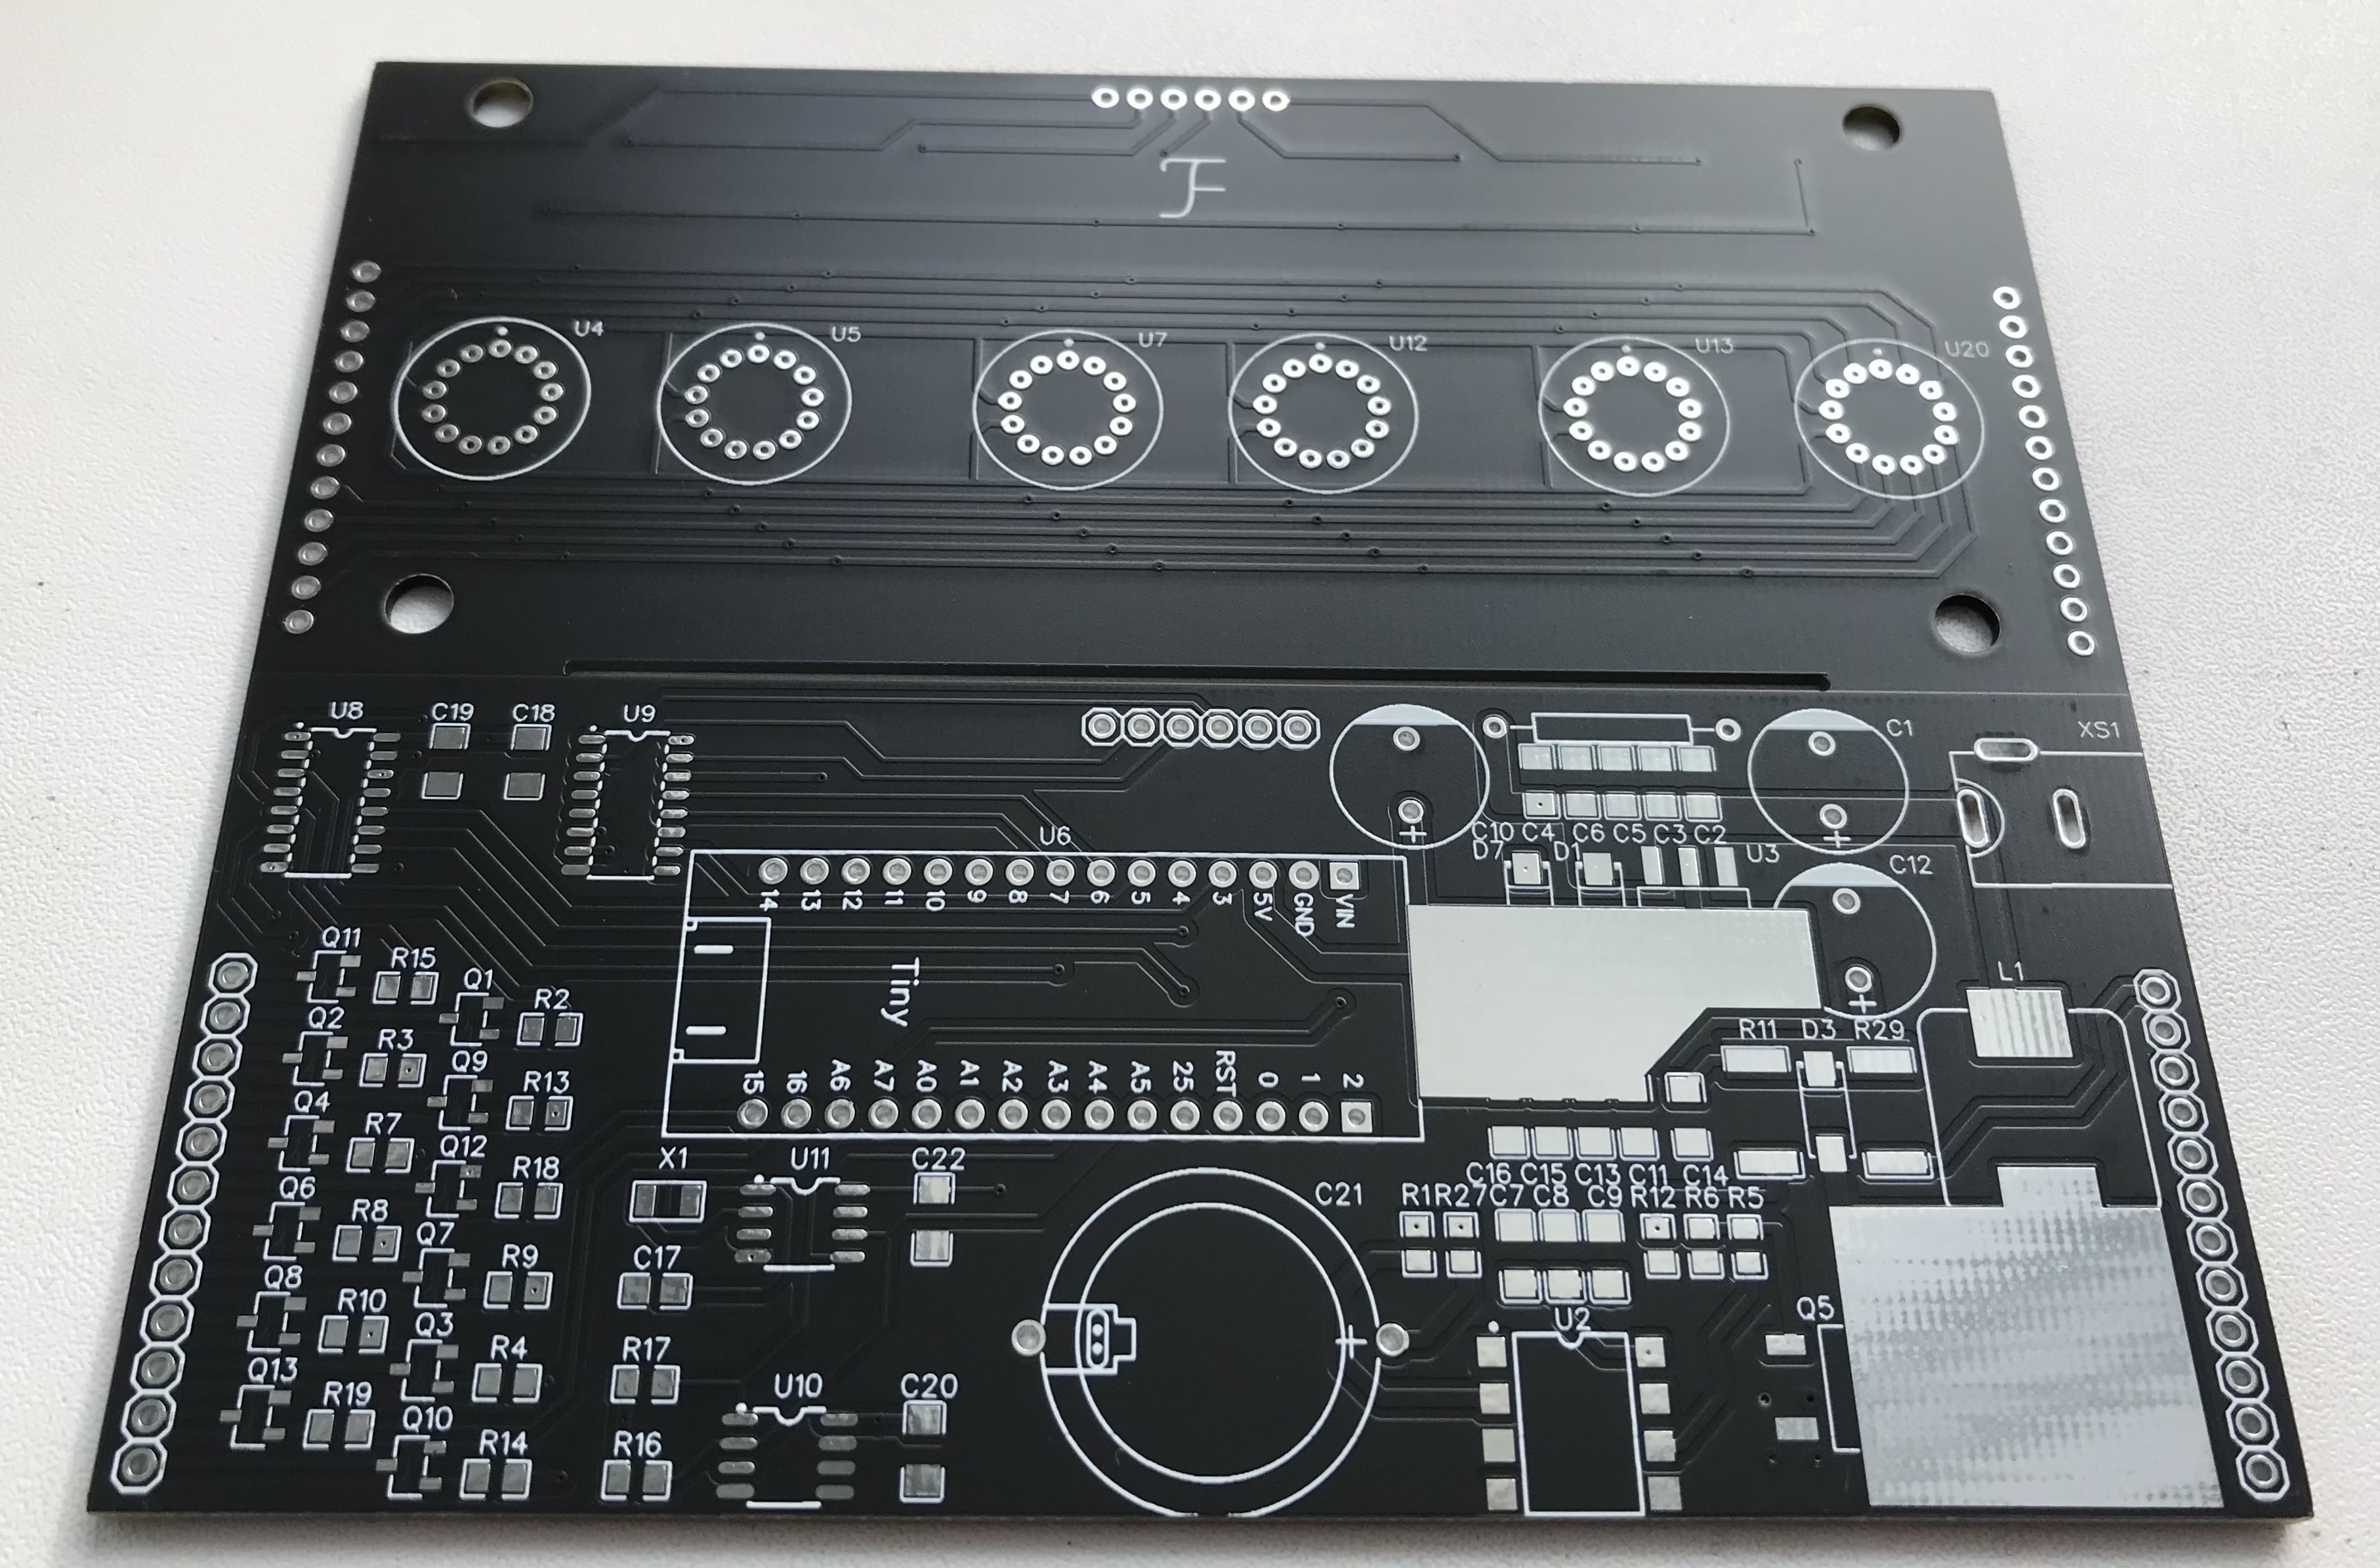 F
U4 U5 U7 U12 U13 U20
U8 C19 C18 U9 C1 XS1
U6 C10 C4 C6 C5 C3 C2
D7 D1 U3 C12
14 13 12 11 10 9 8 7 6 5 4 3 5V GND VIN
Tiny
15 16 A6 A7 A0 A1 A2 A3 A4 A5 25 RST 0 1 2
Q11 R15 Q1 R2
L1
Q2 R3 Q9 R13
R11 D3 R29
Q4 R7 Q12 R18
X1 U11 C22
C16 C15 C13 C11 C14
Q6 R8 Q7 R9 C17
C21 R1 R27 C7 C8 C9 R12 R6 R5
Q8 R10 Q3 R4 R17
U2 Q5
Q13 R19 Q10 R14 R16
U10 C20
+
+
+
+